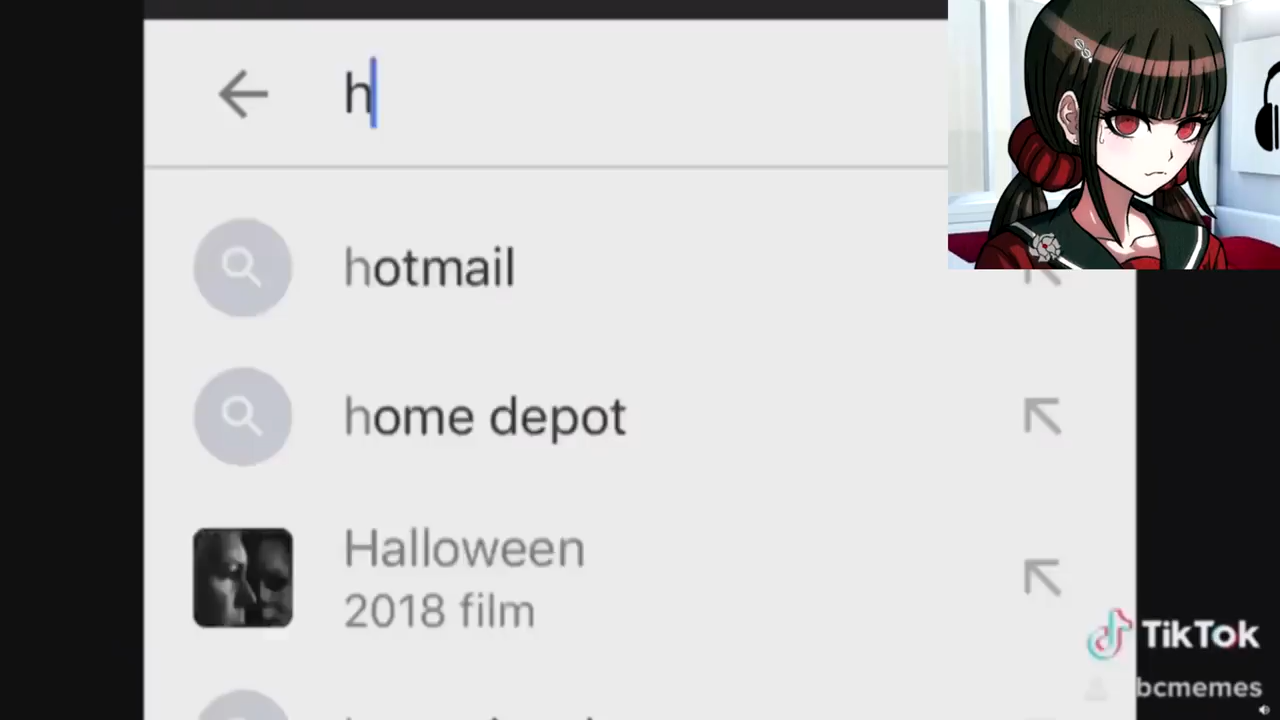 h
hotmail
home depot
Halloween
2018 film
TikTok
bcmemes